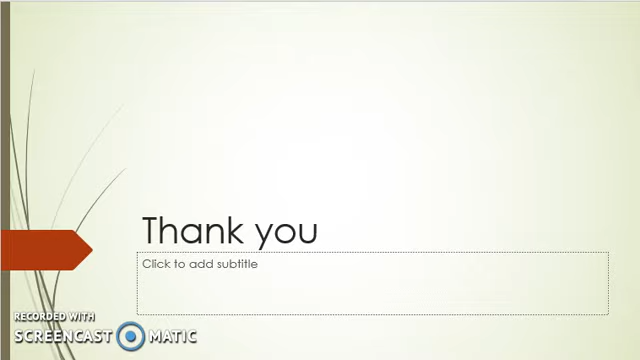 Thank you
Click to add subtitle
RECORDED WITH
SCREENCAST MATIC